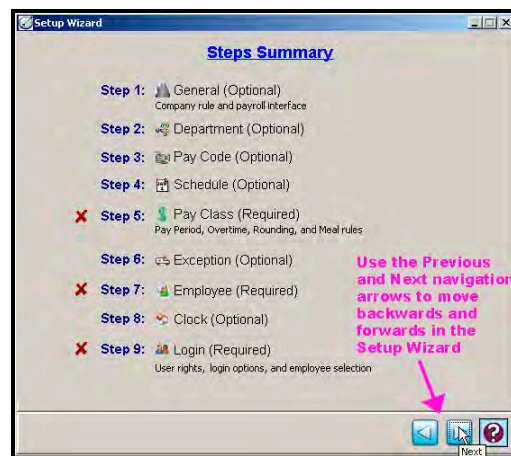 Setup Wizard
Steps Summary
Step 1: General (Optional)
Company rule and payroll interface
Step 2: Department (Optional)
Step 3: Pay Code (Optional)
Step 4: Schedule (Optional)
Step 5: Pay Class (Required)
Pay Period, Overtime, Rounding, and Meal rules
Step 6: Exception (Optional)
Step 7: Employee (Required)
Step 8: Clock (Optional)
Step 9: Login (Required)
User rights, login options, and employee selection
Use the Previous
and Next navigation
arrows to move
backwards and
forwards in the
Setup Wizard
Next